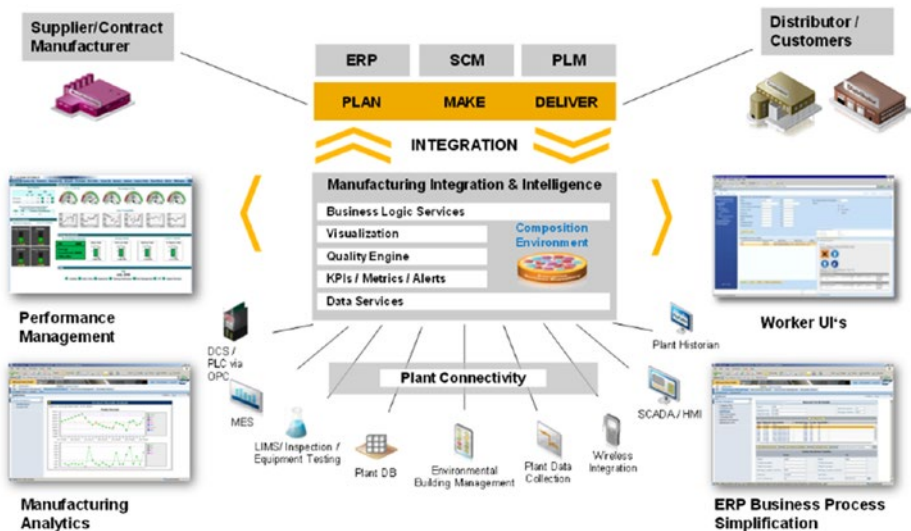 Supplier/Contract
Manufacturer
ERP
SCM
PLM
Distributor /
Customers
PLAN
MAKE
DELIVER
INTEGRATION
Manufacturing Integration & Intelligence
Business Logic Services
Visualization
Quality Engine
KPIs / Metrics / Alerts
Data Services
Composition
Environment
Performance
Management
Worker UI's
DCS /
PLC via
OPC
Plant Historian
Plant Connectivity
MES
SCADA / HMI
LIMS/ Inspection /
Equipment Testing
Plant DB
Environmental
Building Management
Plant Data
Collection
Wireless
Integration
Manufacturing
Analytics
ERP Business Process
Simplification